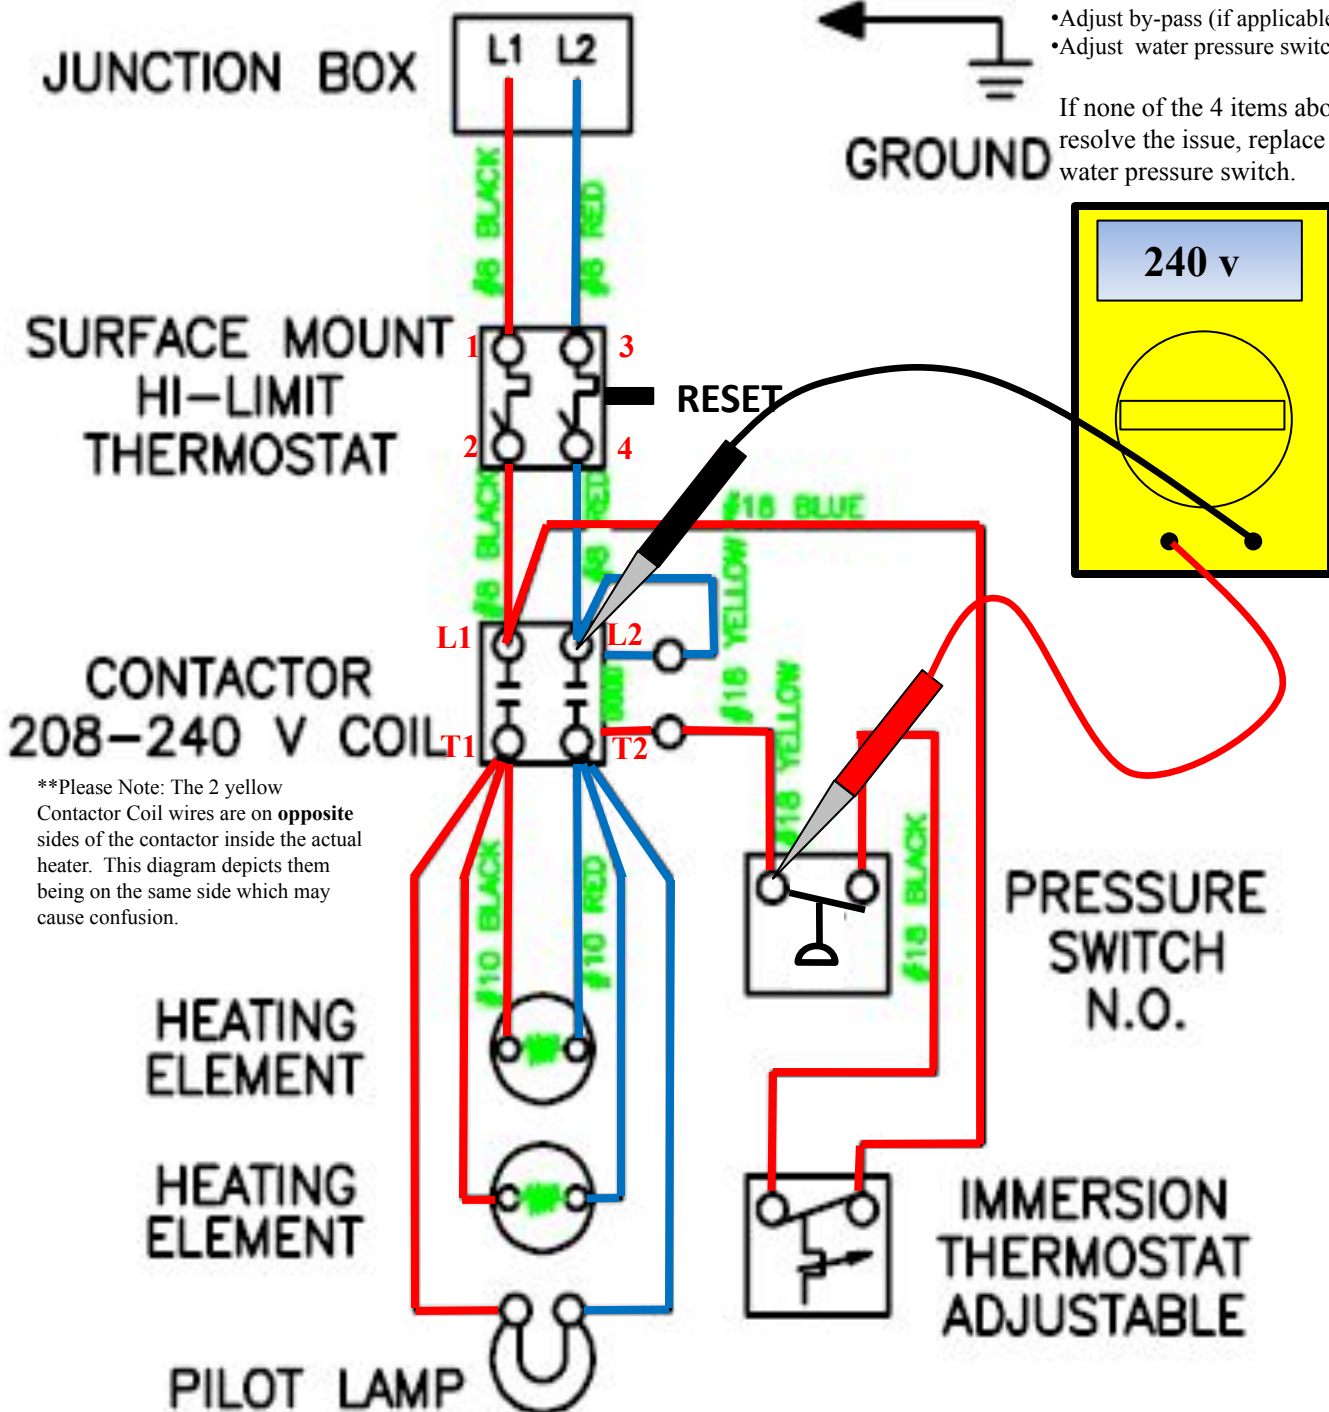 •Adjust by-pass (if applicable
•Adjust water pressure switc
If none of the 4 items abo
resolve the issue, replace
water pressure switch.
JUNCTION BOX
L1 L2
GROUND
#8 BLACK
#8 RED
240 v
SURFACE MOUNT
HI-LIMIT
THERMOSTAT
1
3
2
4
RESET
#8 BLACK
#8 RED
#18 BLUE
#18 YELLOW
L1
L2
CONTACTOR
208-240 V COIL
T1
T2
#18 YELLOW
**Please Note: The 2 yellow
Contactor Coil wires are on opposite
sides of the contactor inside the actual
heater. This diagram depicts them
being on the same side which may
cause confusion.
#10 BLACK
#10 RED
#18 BLACK
PRESSURE
SWITCH
N.O.
HEATING
ELEMENT
HEATING
ELEMENT
IMMERSION
THERMOSTAT
ADJUSTABLE
PILOT LAMP